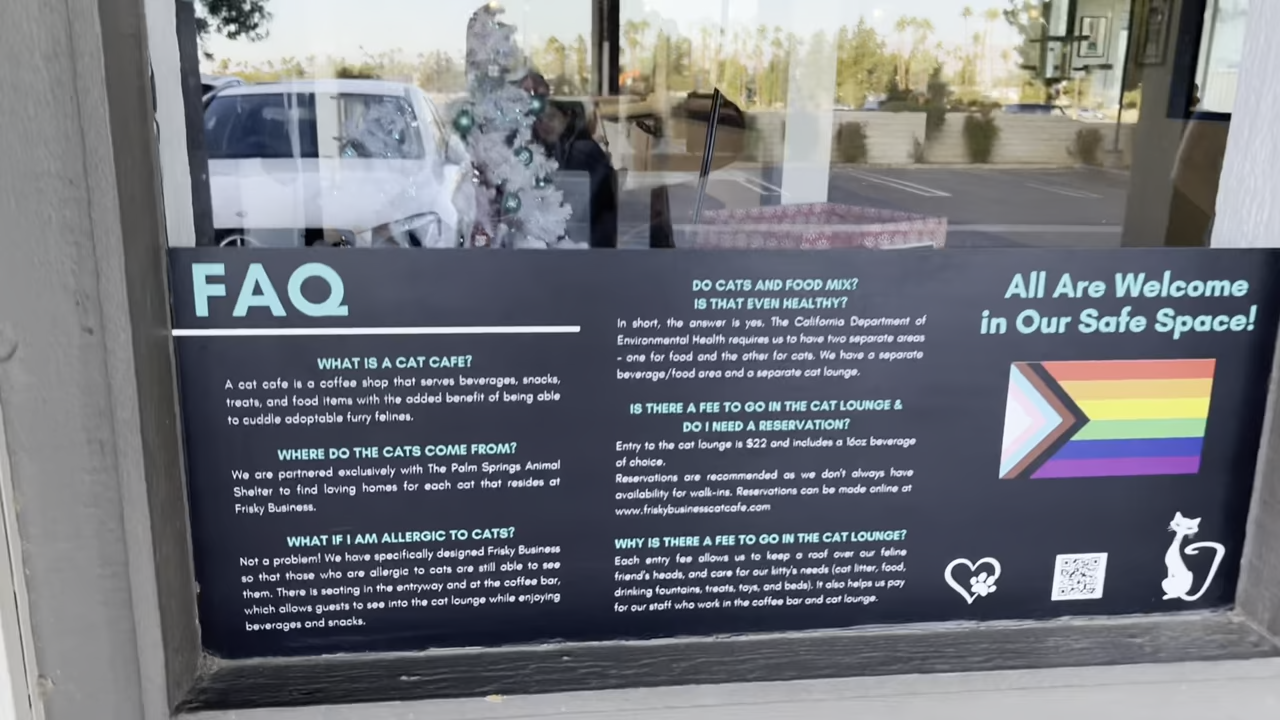 FAQ
WHAT IS A CAT CAFE?
A cat cafe is a coffee shop that serves beverages, snacks,
treats, and food items with the added benefit of being able
to cuddle adoptable furry felines.
WHERE DO THE CATS COME FROM?
We are partnered exclusively with The Palm Springs Animal
Shelter to find loving homes for each cat that resides at
Frisky Business.
WHAT IF I AM ALLERGIC TO CATS?
Not a problem! We have specifically designed Frisky Business
so that those who are allergic to cats are still able to see
them. There is seating in the entryway and at the coffee bar,
which allows guests to see into the cat lounge while enjoying
beverages and snacks.
DO CATS AND FOOD MIX?
IS THAT EVEN HEALTHY?
In short, the answer is yes. The California Department of
Environmental Health requires us to have two separate areas
- one for food and the other for cats. We have a separate
beverage/food area and a separate cat lounge.
IS THERE A FEE TO GO IN THE CAT LOUNGE &
DO I NEED A RESERVATION?
Entry to the cat lounge is $22 and includes a 16oz beverage
of choice.
Reservations are recommended as we don't always have
availability for walk-ins. Reservations can be made online at
www.friskybusinesscatcafe.com
WHY IS THERE A FEE TO GO IN THE CAT LOUNGE?
Each entry fee allows us to keep a roof over our feline
friend's heads, and care for our kitty's needs (cat litter, food,
drinking fountains, treats, toys, and beds). It also helps us pay
for our staff who work in the coffee bar and cat lounge.
All Are Welcome
in Our Safe Space!